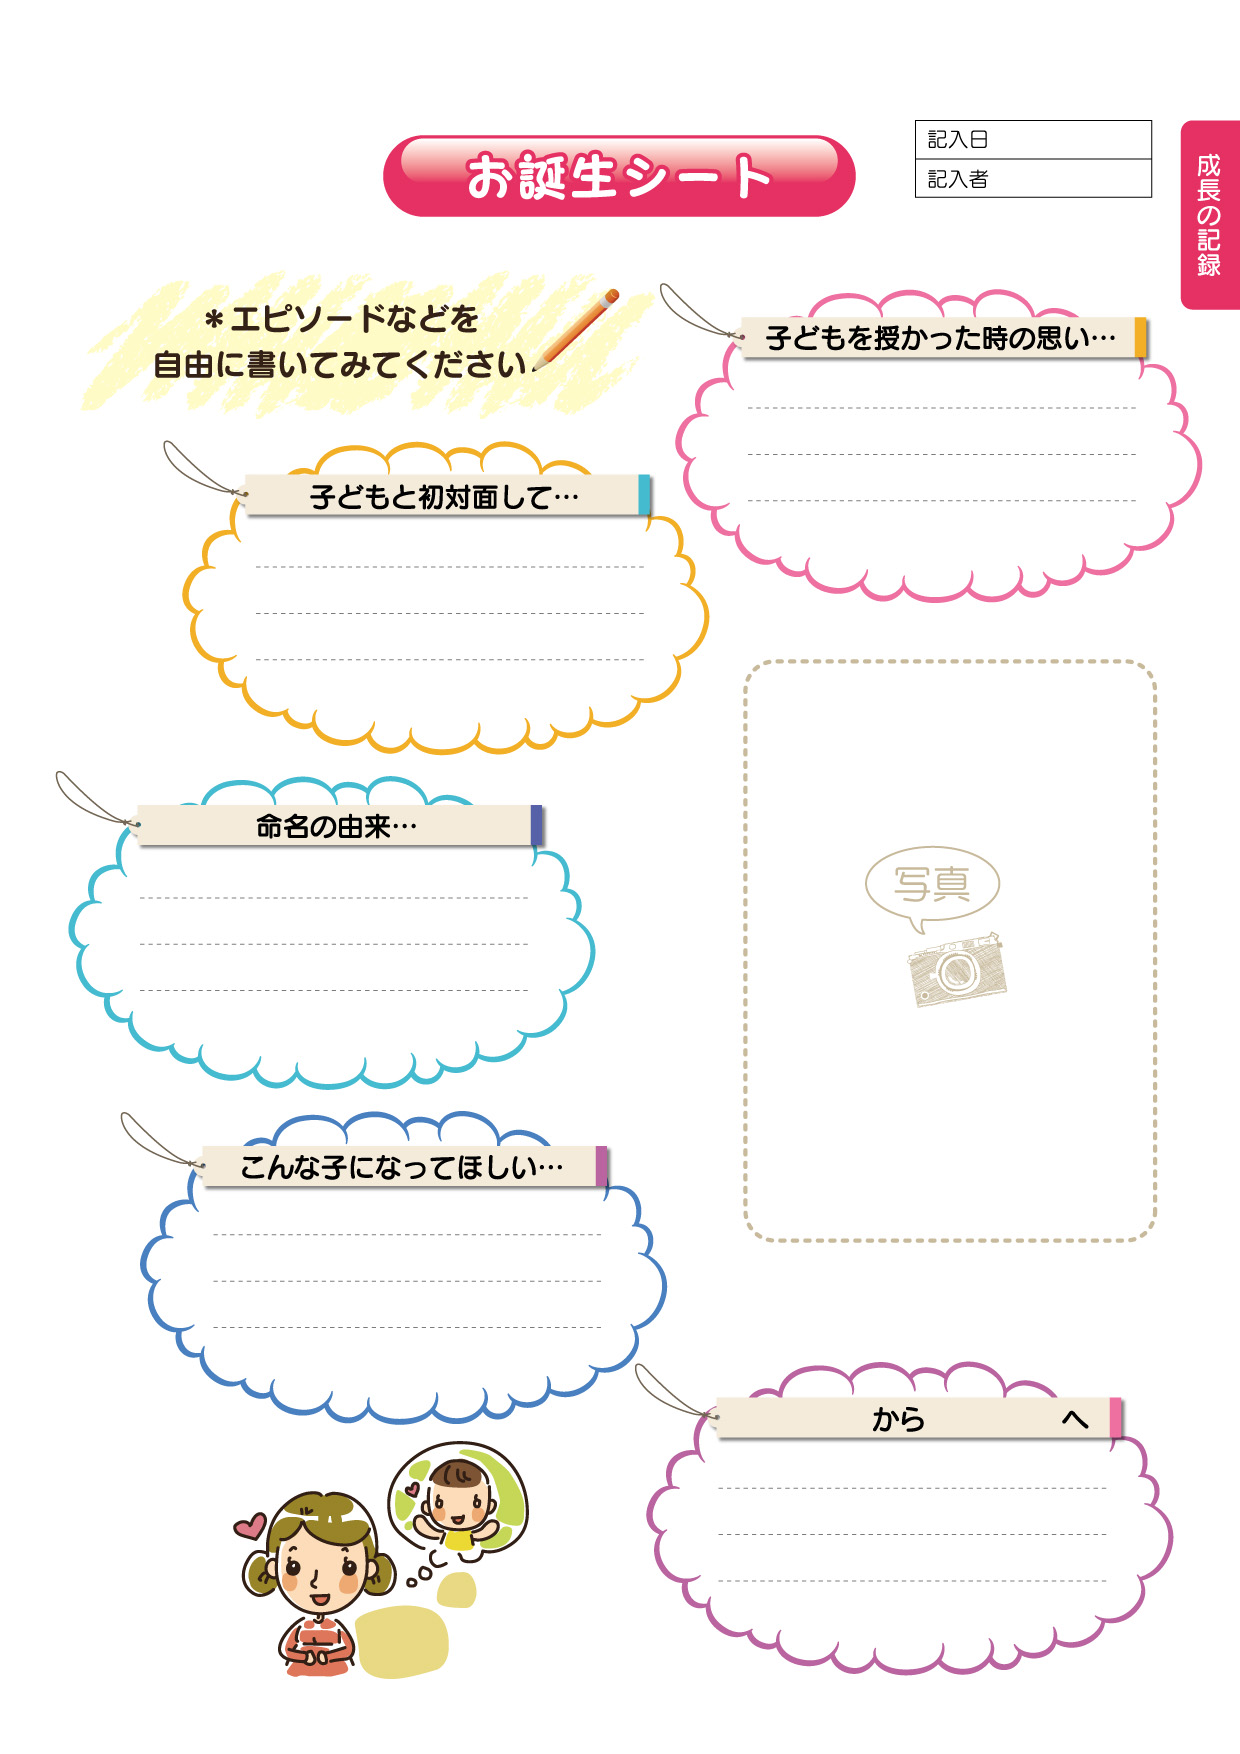 お誕生シート
記入日
記入者
成長の記録
＊エピソードなどを
自由に書いてみてください
子どもを授かった時の思い…
子どもと初対面して…
命名の由来…
写真
こんな子になってほしい…
から　　　　　へ